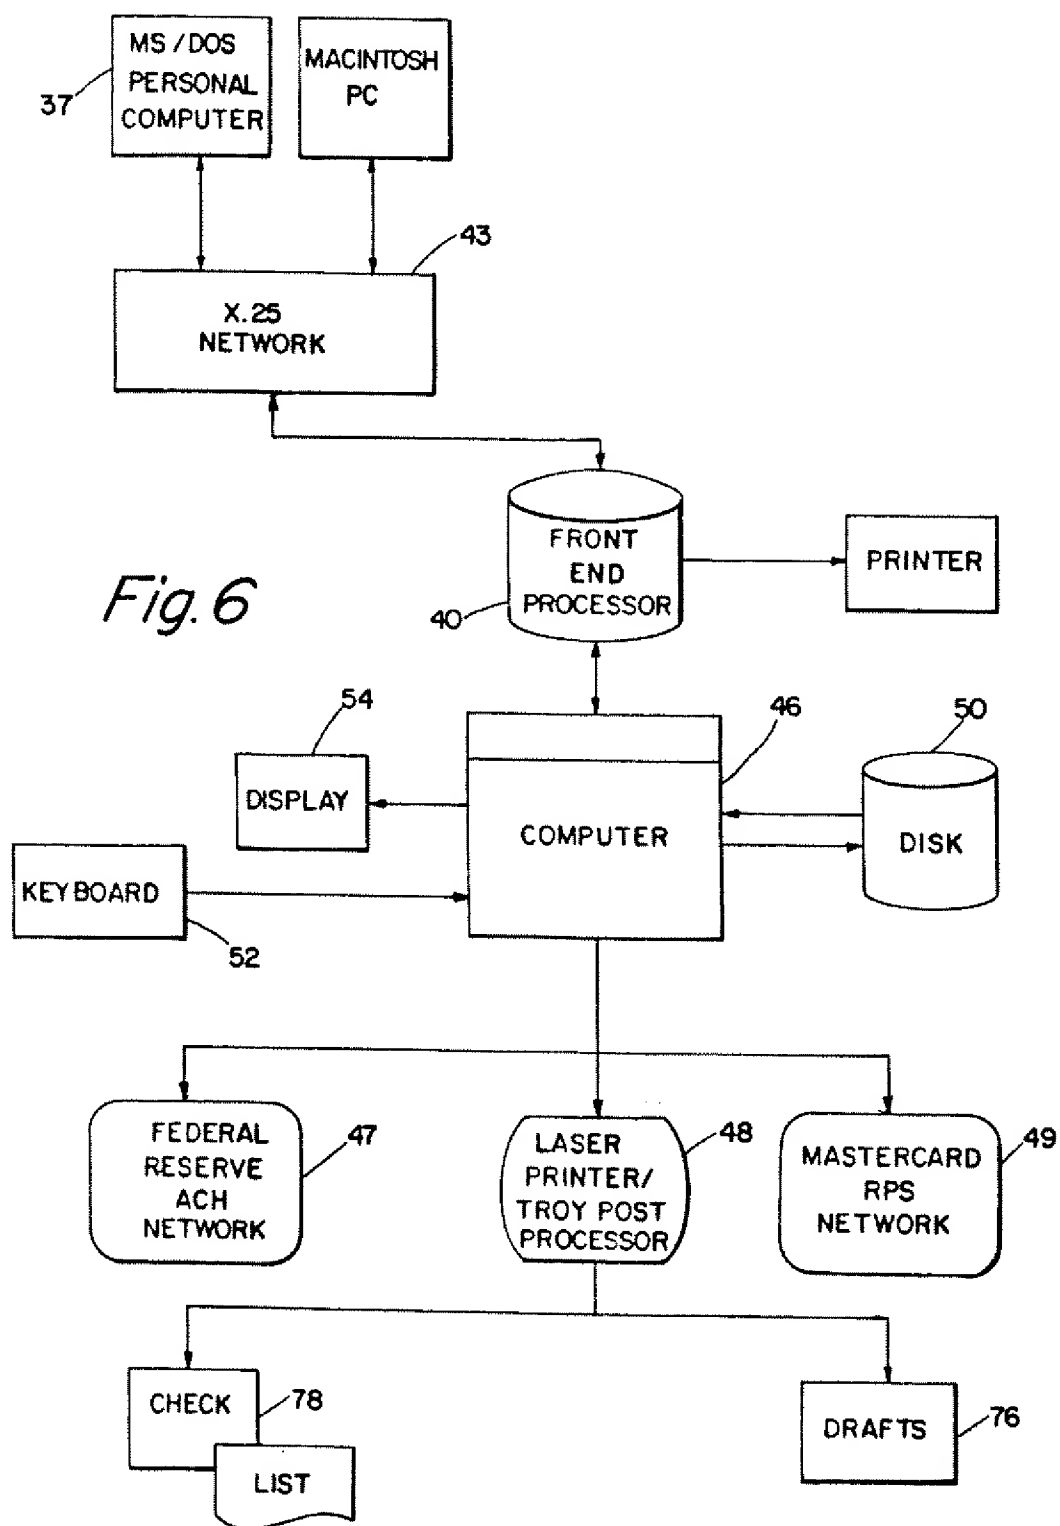 MS/DOS
PERSONAL
COMPUTER
37
MACINTOSH
PC
43
X.25
NETWORK
FRONT
END
PROCESSOR
40
PRINTER
Fig. 6
54
DISPLAY
46
COMPUTER
50
DISK
KEYBOARD
52
FEDERAL
RESERVE
ACH
NETWORK
47
LASER
PRINTER/
TROY POST
PROCESSOR
48
MASTERCARD
RPS
NETWORK
49
CHECK
78
LIST
DRAFTS
76